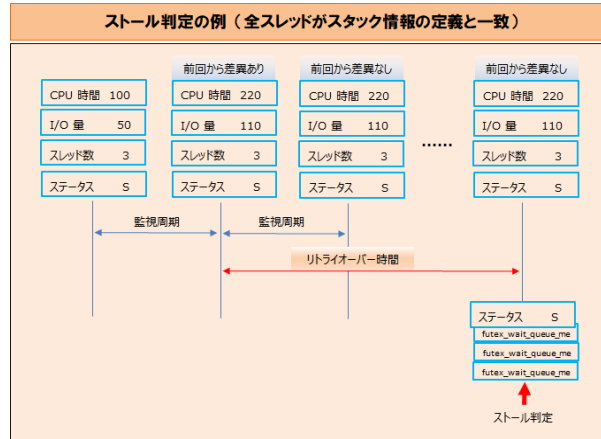 ストール判定の例 ( 全スレッドがスタック情報の定義と一致 )
前回から差異あり 前回から差異なし 前回から差異なし
CPU 時間 100 CPU 時間 220 CPU 時間 220 CPU 時間 220
I/O 量 50 I/O 量 110 I/O 量 110 I/O 量 110
……
スレッド数 3 スレッド数 3 スレッド数 3 スレッド数 3
ステータス S ステータス S ステータス S ステータス S
監視周期 監視周期
リトライオーバー時間
ステータス S
futex_wait_queue_me
futex_wait_queue_me
futex_wait_queue_me
ストール判定